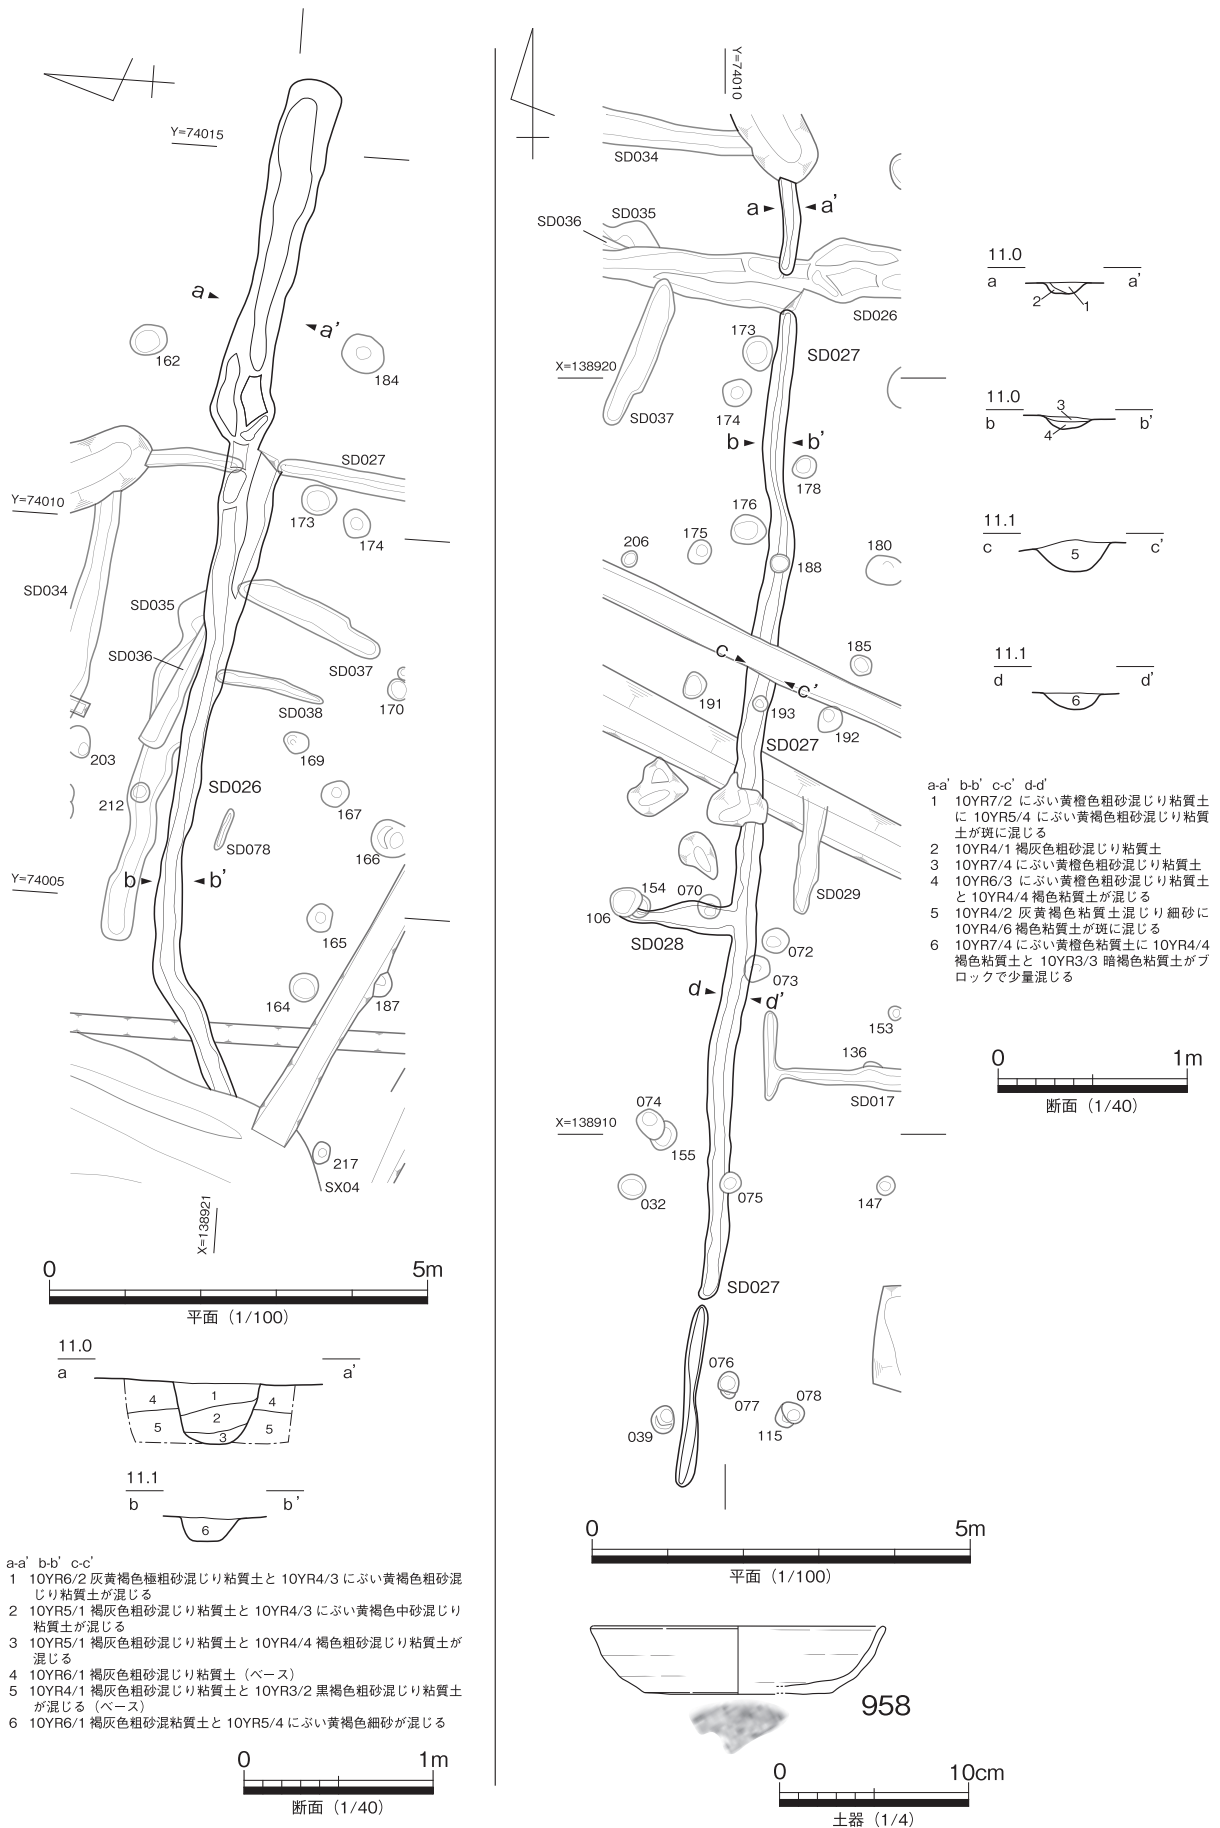 Y=74015
a
a’
162
184
SD027
Y=74010
173
174
SD034
SD035
SD036
SD037
SD038
170
203
169
SD026
212
167
SD078
166
Y=74005
b
b’
165
164
187
217
SX04
X=138921
0 5m
平面（1/100）
11.0
a a’
1
4 4
2
5 5
3
11.1
b b’
6
a-a’ b-b’ c-c’
1 10YR6/2 灰黄褐色極粗砂混じり粘質土と 10YR4/3 にぶい黄褐色粗砂混
じり粘質土が混じる
2 10YR5/1 褐灰色粗砂混じり粘質土と 10YR4/3 にぶい黄褐色中砂混じり
粘質土が混じる
3 10YR5/1 褐灰色粗砂混じり粘質土と 10YR4/4 褐色粗砂混じり粘質土が
混じる
4 10YR6/1 褐灰色粗砂混じり粘質土（ベース）
5 10YR4/1 褐灰色粗砂混じり粘質土と 10YR3/2 黒褐色粗砂混じり粘質土
が混じる（ベース）
6 10YR6/1 褐灰色粗砂混粘質土と 10YR5/4 にぶい黄褐色細砂が混じる
0 1m
断面（1/40）
Y=74010
SD034
a a’
SD036
SD035
SD026
173
SD027
X=138920
174
SD037
b b’
178
176
175
206
188
180
c
c’
185
191
193
192
SD027
SD029
154
070
106
SD028
072
073
d d’
153
136
SD017
074
X=138910
155
032
075
147
SD027
076
077
078
039
115
0 5m
平面（1/100）
11.0
a a’
2 1
11.0
b b’
3
4
11.1
c c’
5
11.1
d d’
6
a-a’ b-b’ c-c’ d-d’
1 10YR7/2 にぶい黄橙色粗砂混じり粘質土
に 10YR5/4 にぶい黄褐色粗砂混じり粘質
土が斑に混じる
2 10YR4/1 褐灰色粗砂混じり粘質土
3 10YR7/4 にぶい黄橙色粗砂混じり粘質土
4 10YR6/3 にぶい黄橙色粗砂混じり粘質土
と 10YR4/4 褐色粘質土が混じる
5 10YR4/2 灰黄褐色粘質土混じり細砂に
10YR4/6 褐色粘質土が斑に混じる
6 10YR7/4 にぶい黄橙色粘質土に 10YR4/4
褐色粘質土と 10YR3/3 暗褐色粘質土がブ
ロックで少量混じる
0 1m
断面（1/40）
958
0 10cm
土器（1/4）